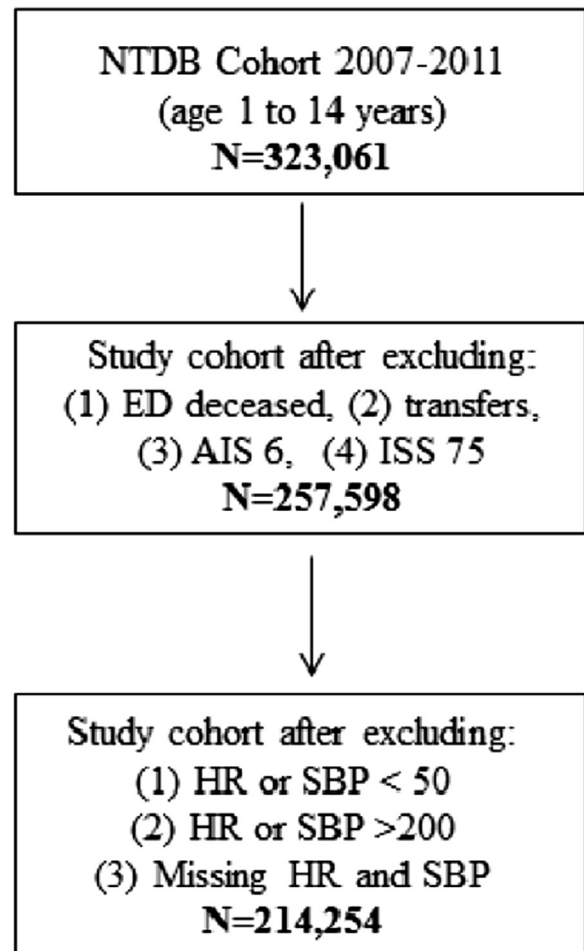 NTDB Cohort 2007-2011
(age 1 to 14 years)
N=323,061
Study cohort after excluding:
(1) ED deceased, (2) transfers,
(3) AIS 6, (4) ISS 75
N=257,598
Study cohort after excluding:
(1) HR or SBP < 50
(2) HR or SBP >200
(3) Missing HR and SBP
N=214,254